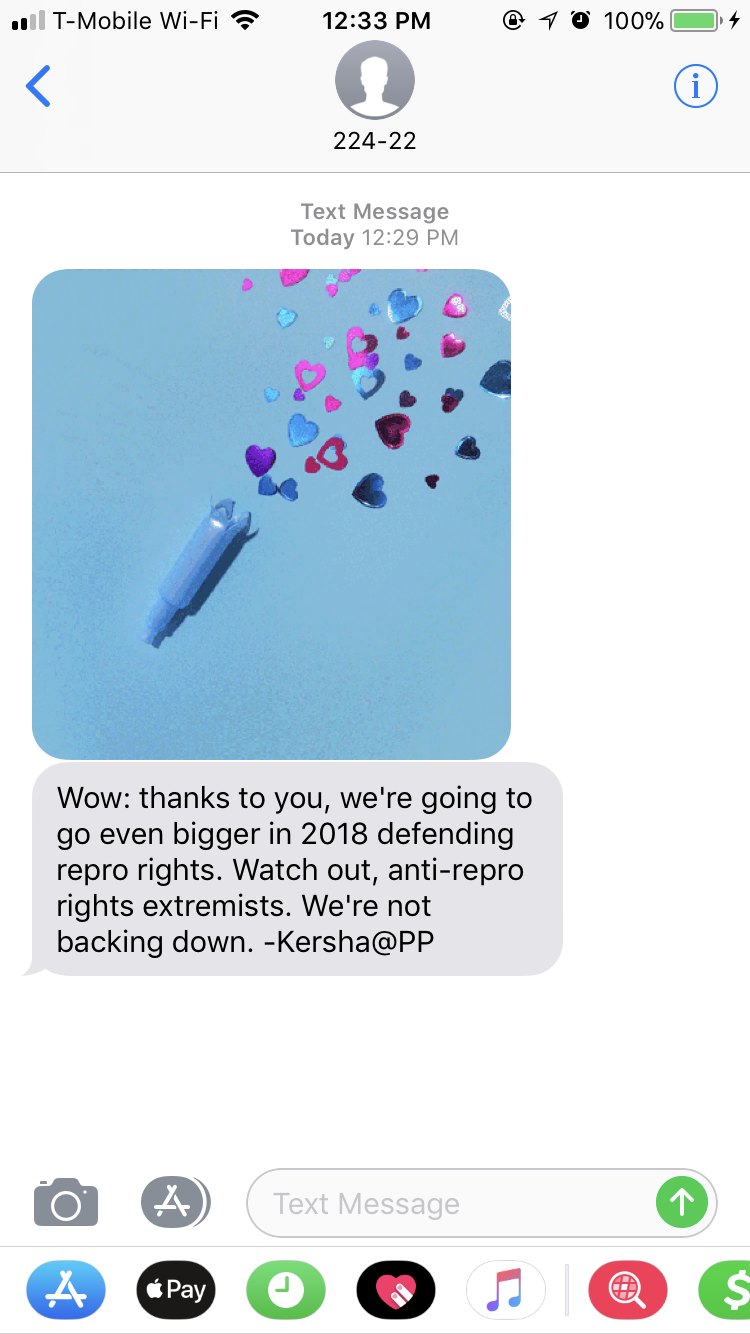 T-Mobile Wi-Fi 12:33 PM 100%
224-22
Text Message
Today 12:29 PM
Wow: thanks to you, we're going to
go even bigger in 2018 defending
repro rights. Watch out, anti-repro
rights extremists. We're not
backing down. -Kersha@PP
Text Message
Pay